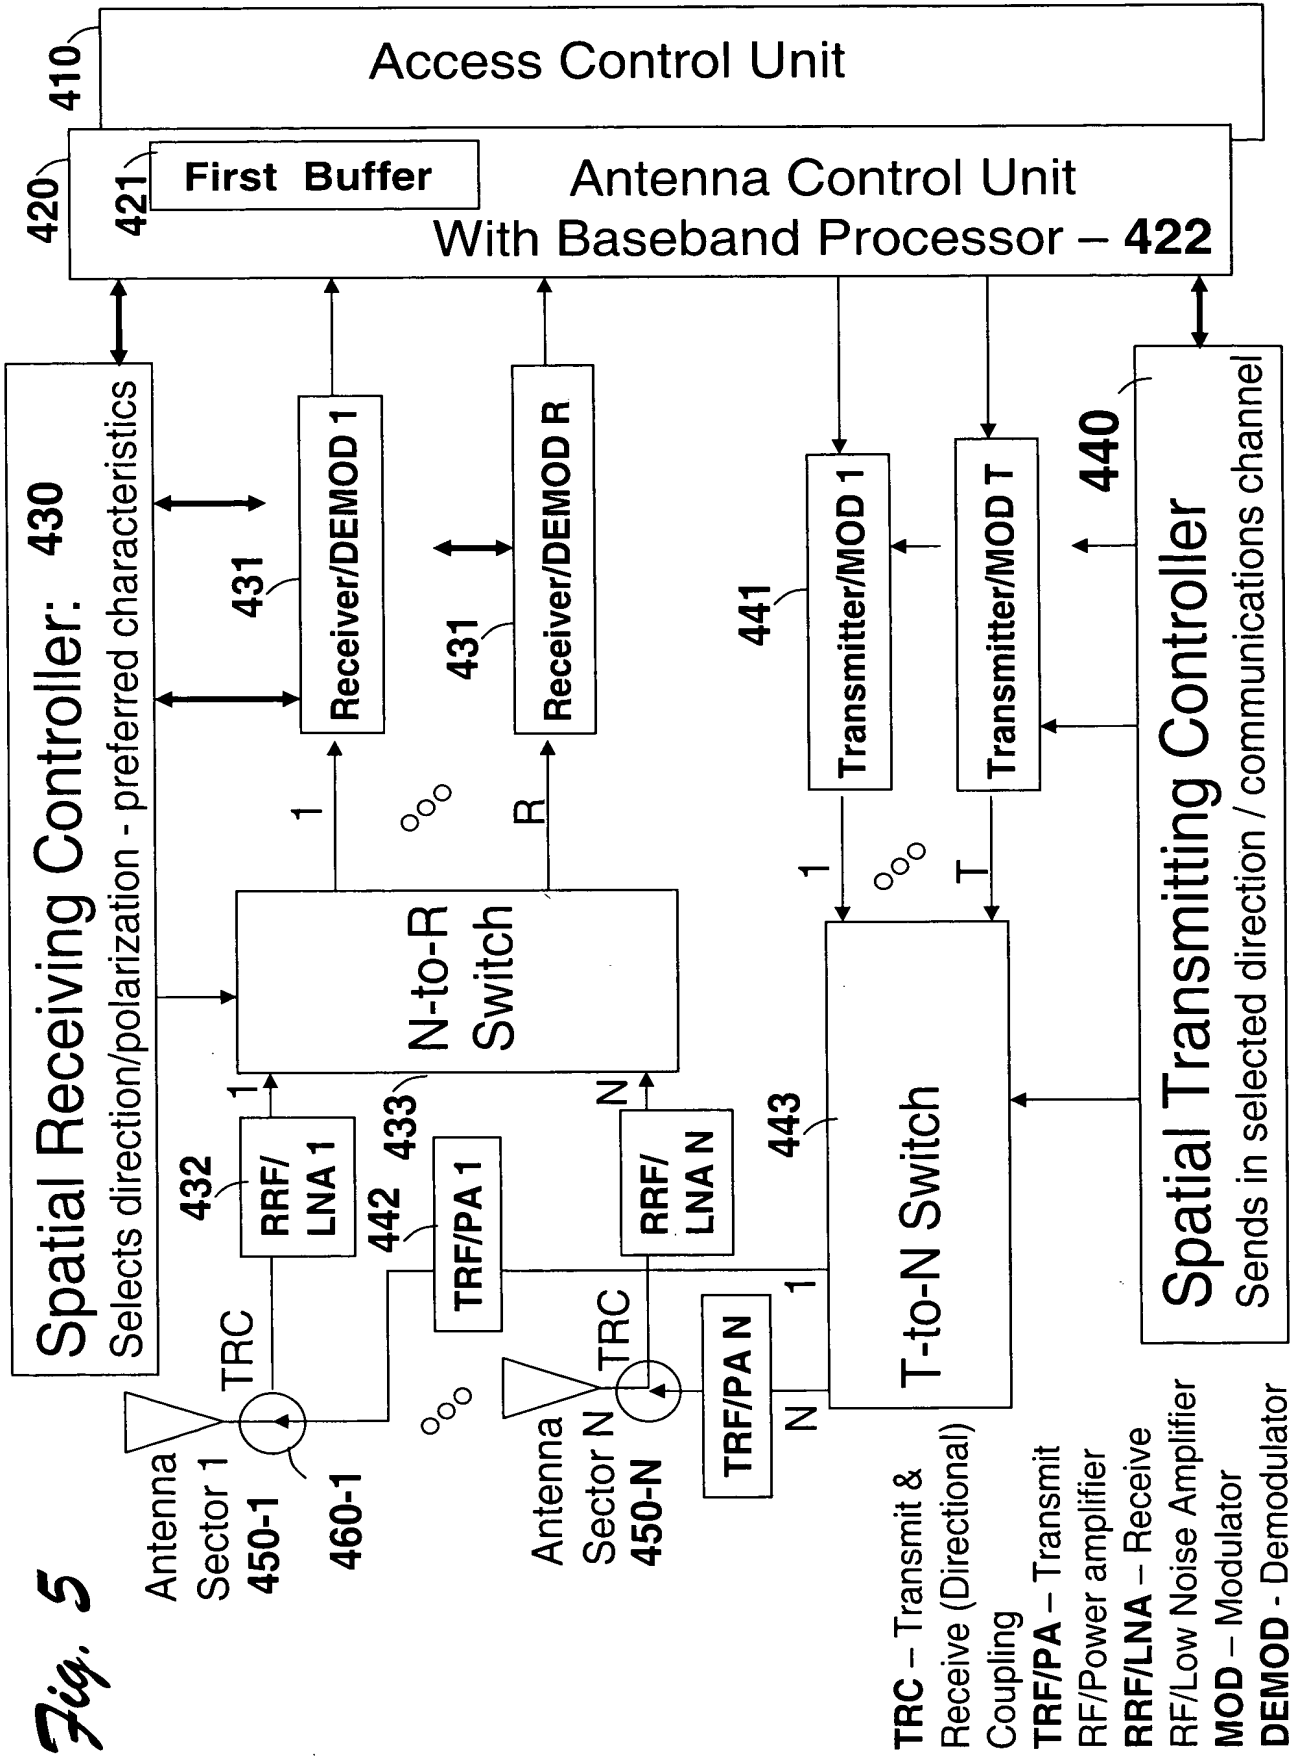 Fig. 5
Spatial Receiving Controller: 430
Selects direction/polarization - preferred characteristics
410
Access Control Unit
420
421
First Buffer
Antenna Control Unit
With Baseband Processor – 422
Antenna
Sector 1
450-1
460-1
TRC
432
RRF/
LNA 1
1
433
N-to-R
Switch
1
431
Receiver/DEMOD 1
R
431
Receiver/DEMOD R
442
TRF/PA 1
Antenna
Sector N
450-N
TRC
RRF/
LNA N
N
TRF/PA N
N
1
443
T-to-N Switch
1
441
Transmitter/MOD 1
T
Transmitter/MOD T
440
Spatial Transmitting Controller
Sends in selected direction / communications channel
TRC – Transmit &
Receive (Directional)
Coupling
TRF/PA – Transmit
RF/Power amplifier
RRF/LNA – Receive
RF/Low Noise Amplifier
MOD – Modulator
DEMOD - Demodulator